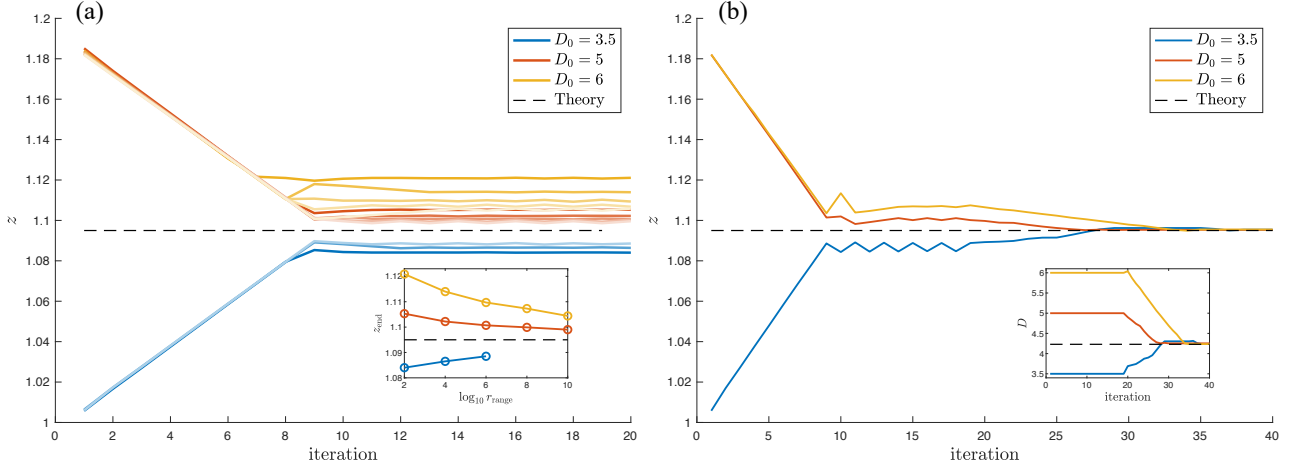 (a)
1.2
1.18
1.16
1.14
1.12
1.1
1.08
1.06
1.04
1.02
1
z
0 2 4 6 8 10 12 14 16 18 20
iteration
D₀ = 3.5
D₀ = 5
D₀ = 6
Theory
1.12
1.11
1.10
1.09
1.08
z_end
2 4 6 8 10
log₁₀ r_range
(b)
1.2
1.18
1.16
1.14
1.12
1.1
1.08
1.06
1.04
1.02
1
z
0 5 10 15 20 25 30 35 40
iteration
D₀ = 3.5
D₀ = 5
D₀ = 6
Theory
6
5.5
5
4.5
4
3.5
D
0 10 20 30 40
iteration